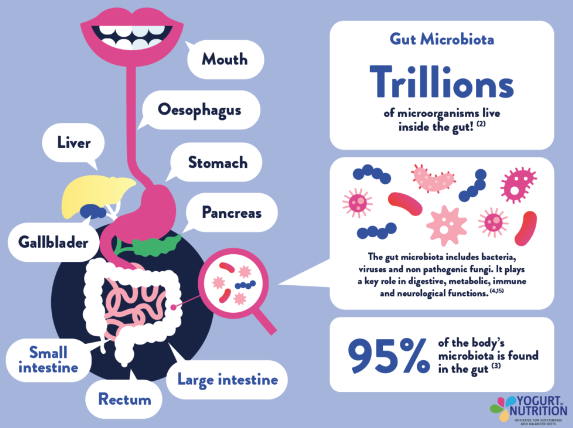 Mouth
Oesophagus
Liver
Stomach
Pancreas
Gallbladder
Small
intestine
Large intestine
Rectum
Gut Microbiota
Trillions
of microorganisms live
inside the gut! (2)
The gut microbiota includes bacteria,
viruses and non pathogenic fungi. It plays
a key role in digestive, metabolic, immune
and neurological functions. (4,15)
95%
of the body's
microbiota is found
in the gut (3)
YOGURT IN
NUTRITION